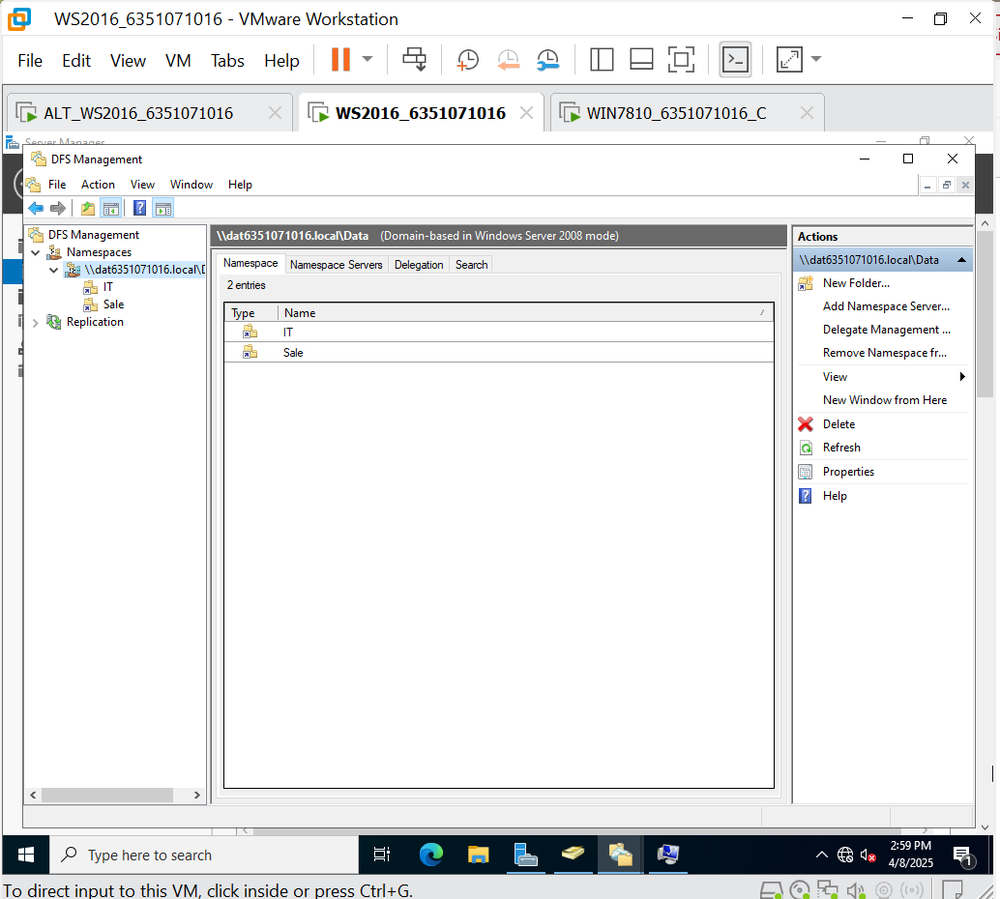 WS2016_6351071016 - VMware Workstation
File Edit View VM Tabs Help
ALT_WS2016_6351071016
WS2016_6351071016
WIN7810_6351071016_C
Server Manager
DFS Management
File Action View Window Help
DFS Management
Namespaces
\\dat6351071016.local\D
IT
Sale
Replication
\\dat6351071016.local\Data (Domain-based in Windows Server 2008 mode)
Namespace Namespace Servers Delegation Search
2 entries
Type Name
IT
Sale
Actions
\\dat6351071016.local\Data
New Folder...
Add Namespace Server...
Delegate Management ...
Remove Namespace fr...
View
New Window from Here
Delete
Refresh
Properties
Help
Type here to search
2:59 PM
4/8/2025
1
To direct input to this VM, click inside or press Ctrl+G.